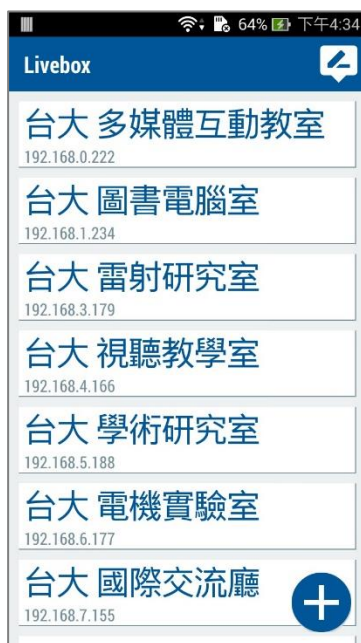 64% 下午4:34
Livebox
台大 多媒體互動教室
192.168.0.222
台大 圖書電腦室
192.168.1.234
台大 雷射研究室
192.168.3.179
台大 視聽教學室
192.168.4.166
台大 學術研究室
192.168.5.188
台大 電機實驗室
192.168.6.177
台大 國際交流廳
192.168.7.155